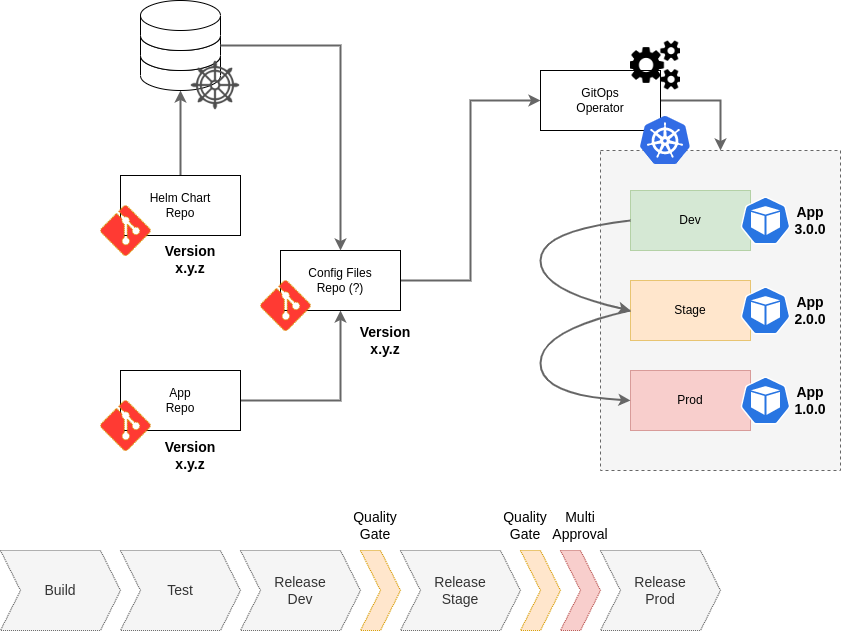 GitOps
Operator
Helm Chart
Repo
Version
x.y.z
Config Files
Repo (?)
Version
x.y.z
App
Repo
Version
x.y.z
Dev
App
3.0.0
Stage
App
2.0.0
Prod
App
1.0.0
Quality
Gate
Quality
Gate
Multi
Approval
Build
Test
Release
Dev
Release
Stage
Release
Prod